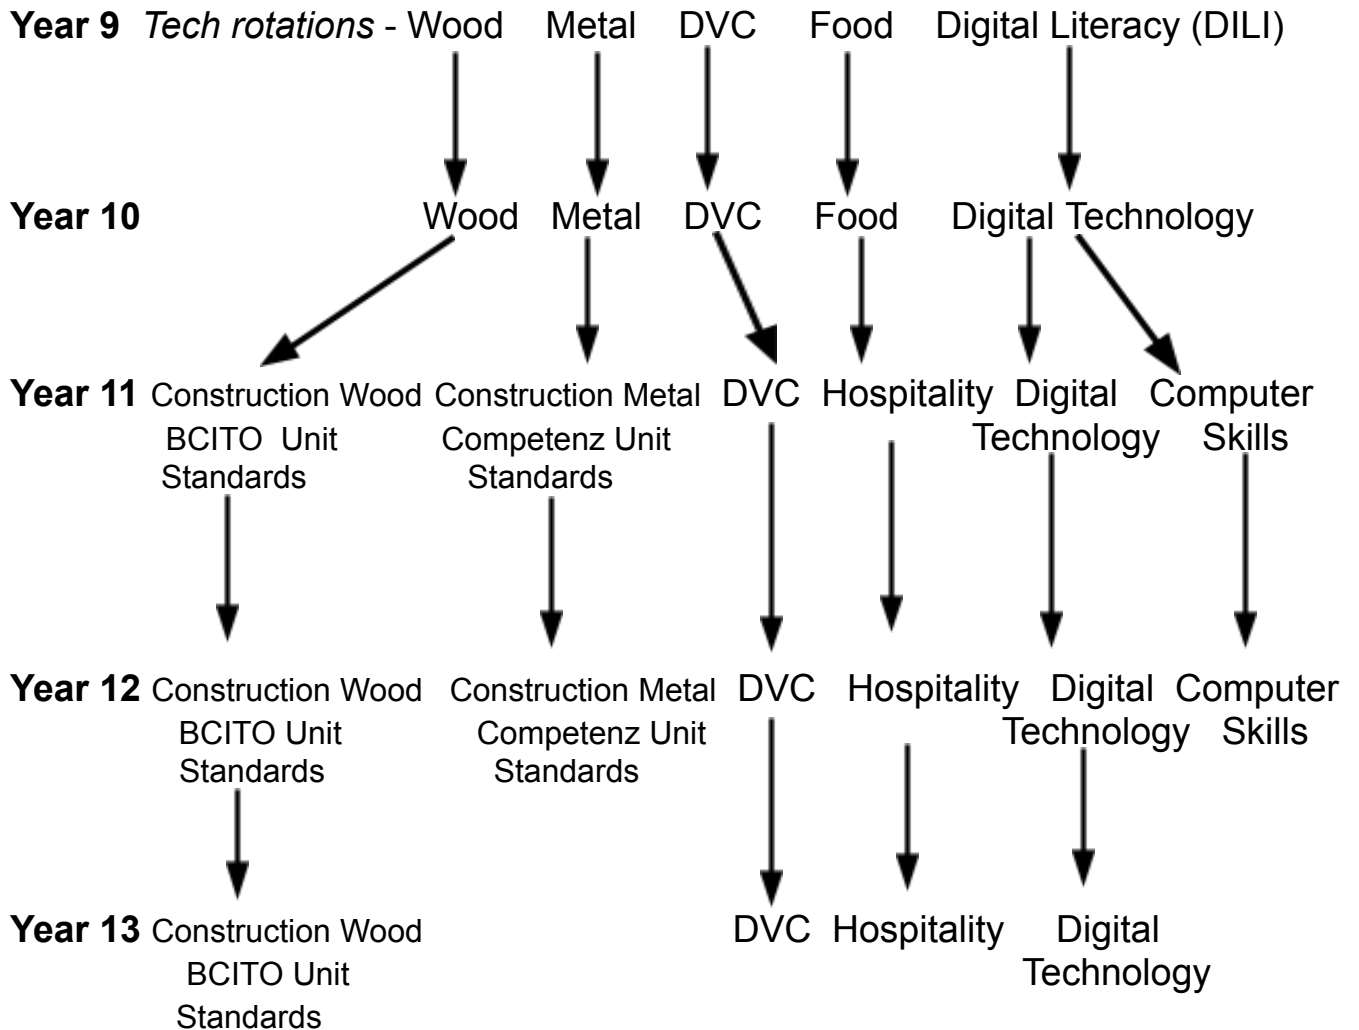 Year 9 Tech rotations - Wood Metal DVC Food Digital Literacy (DILI)
Year 10 Wood Metal DVC Food Digital Technology
Year 11 Construction Wood Construction Metal DVC Hospitality Digital Computer
BCITO Unit Competenz Unit Technology Skills
Standards Standards
Year 12 Construction Wood Construction Metal DVC Hospitality Digital Computer
BCITO Unit Competenz Unit Technology Skills
Standards Standards
Year 13 Construction Wood DVC Hospitality Digital
BCITO Unit Technology
Standards